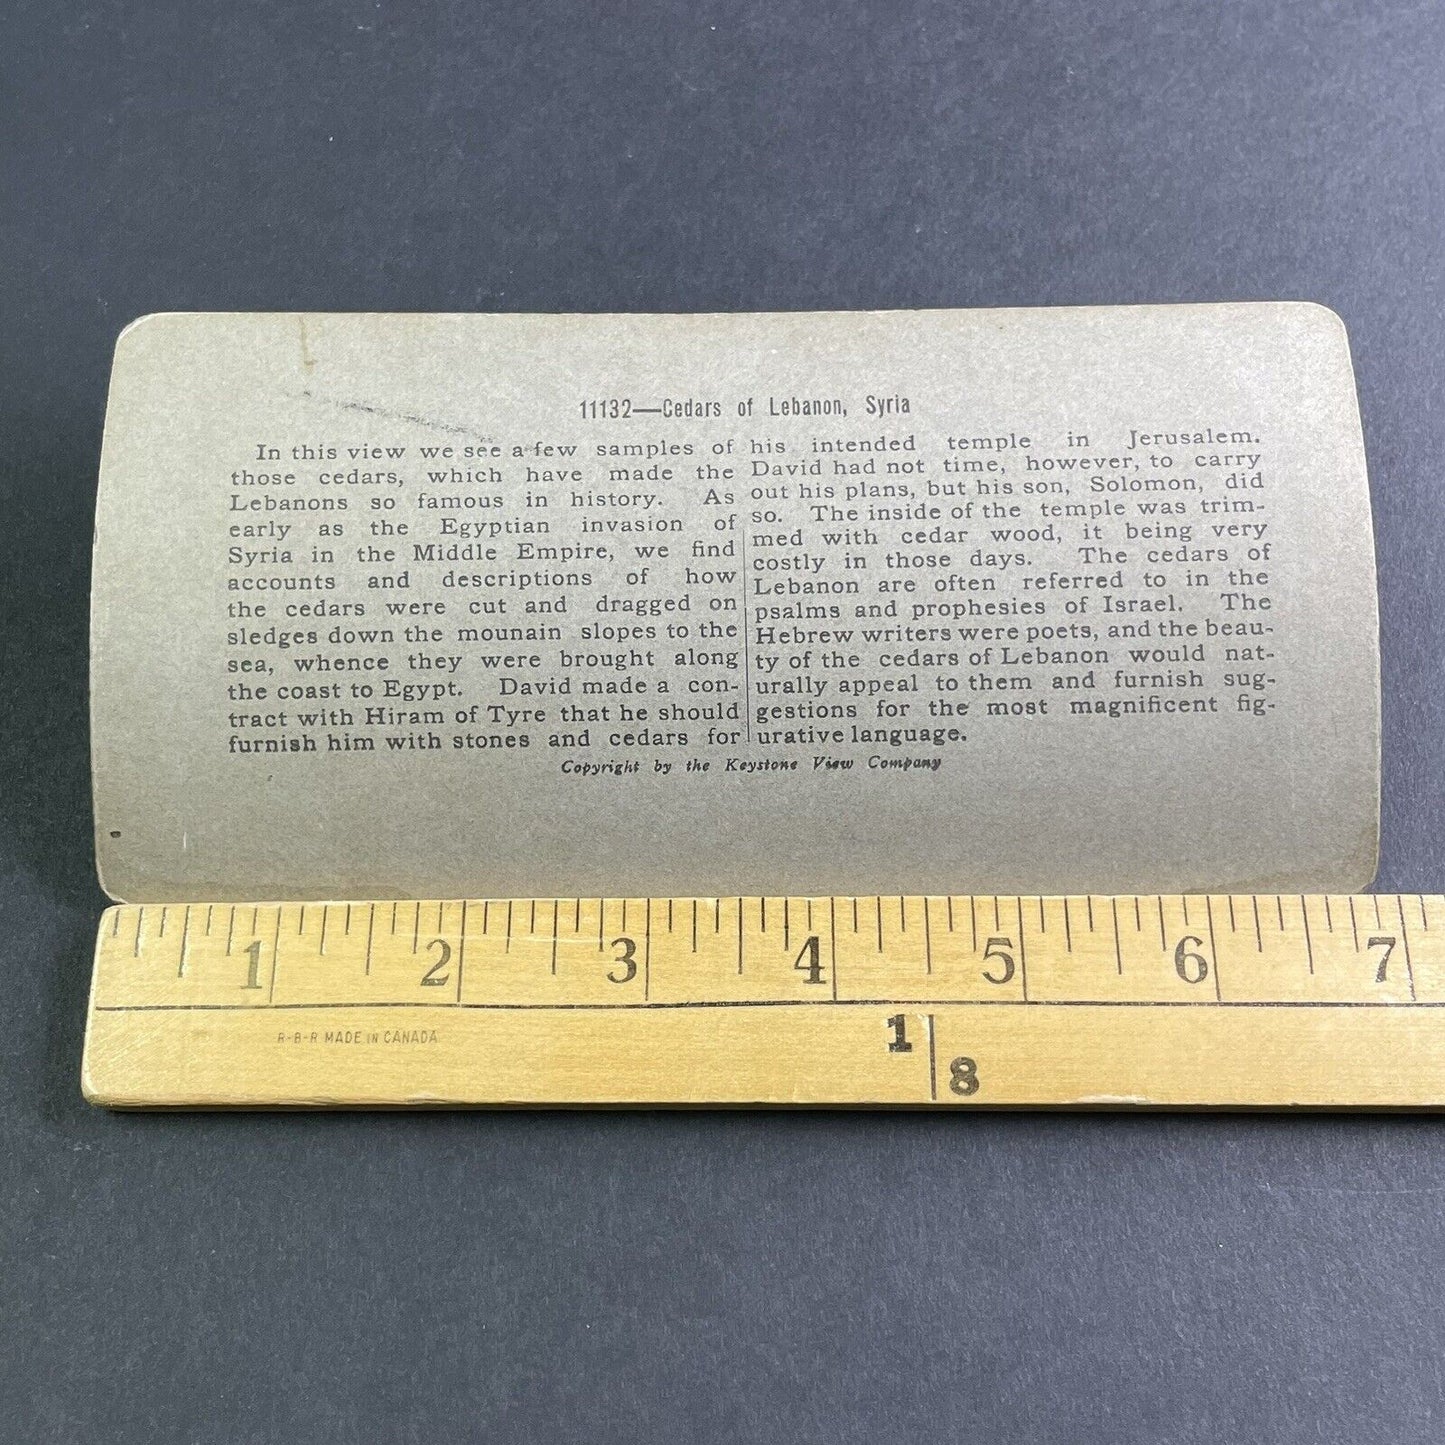 11132—Cedars of Lebanon, Syria
In this view we see a few samples of
those cedars, which have made the
Lebanons so famous in history. As
early as the Egyptian invasion of
Syria in the Middle Empire, we find
accounts and descriptions of how
the cedars were cut and dragged on
sledges down the mounain slopes to the
sea, whence they were brought along
the coast to Egypt. David made a con-
tract with Hiram of Tyre that he should
furnish him with stones and cedars for
his intended temple in Jerusalem.
David had not time, however, to carry
out his plans, but his son, Solomon, did
so. The inside of the temple was trim-
med with cedar wood, it being very
costly in those days. The cedars of
Lebanon are often referred to in the
psalms and prophesies of Israel. The
Hebrew writers were poets, and the beau-
ty of the cedars of Lebanon would nat-
urally appeal to them and furnish sug-
gestions for the most magnificent fig-
urative language.
Copyright by the Keystone View Company
1 2 3 4 5 6 7
R-B-R MADE IN CANADA
1
8